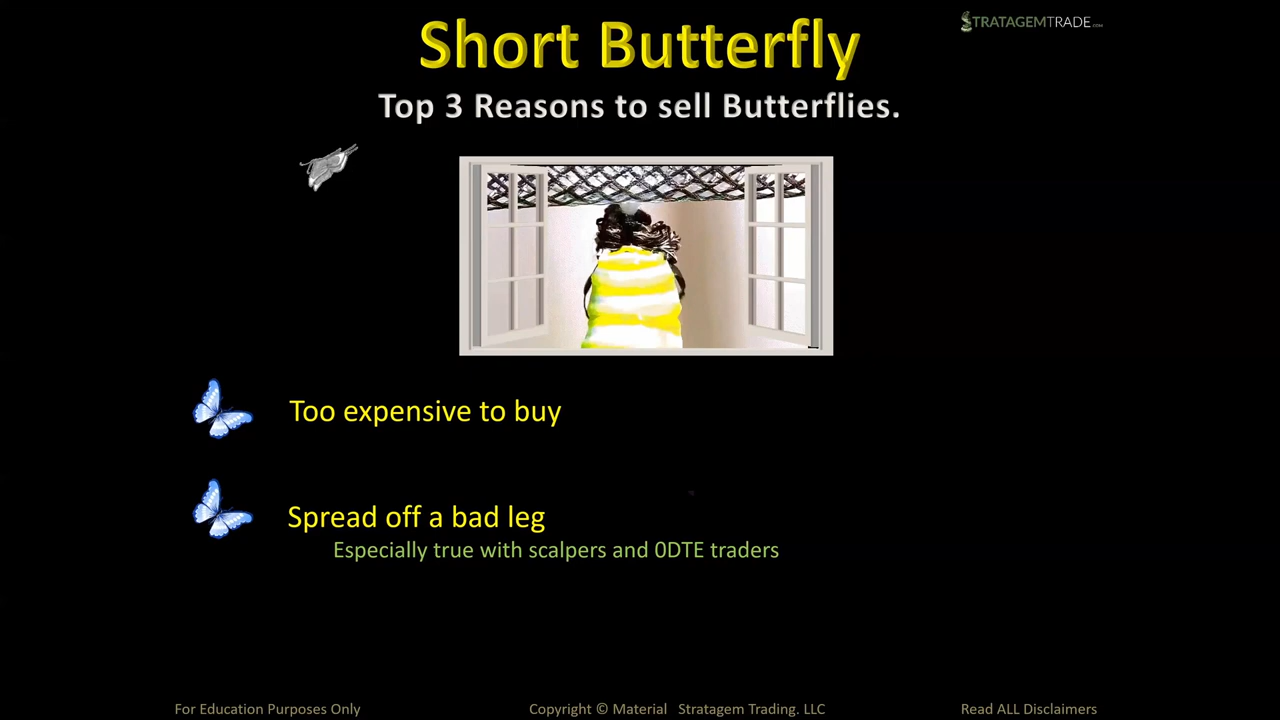 STRATAGEMTRADE.COM
Short Butterfly
Top 3 Reasons to sell Butterflies.
Too expensive to buy
Spread off a bad leg
Especially true with scalpers and 0DTE traders
For Education Purposes Only
Copyright © Material Stratagem Trading. LLC
Read ALL Disclaimers